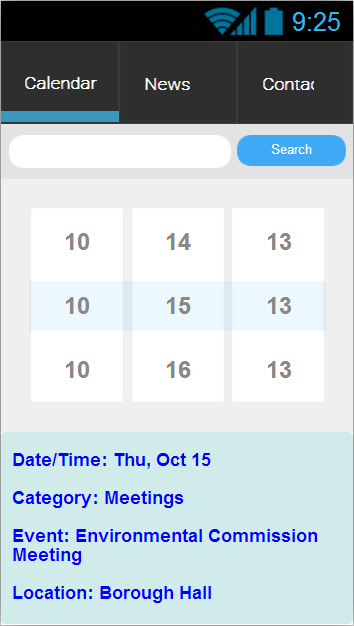 9:25
Calendar News Contac
Search
10 14 13
10 15 13
10 16 13
Date/Time: Thu, Oct 15
Category: Meetings
Event: Environmental Commission
Meeting
Location: Borough Hall